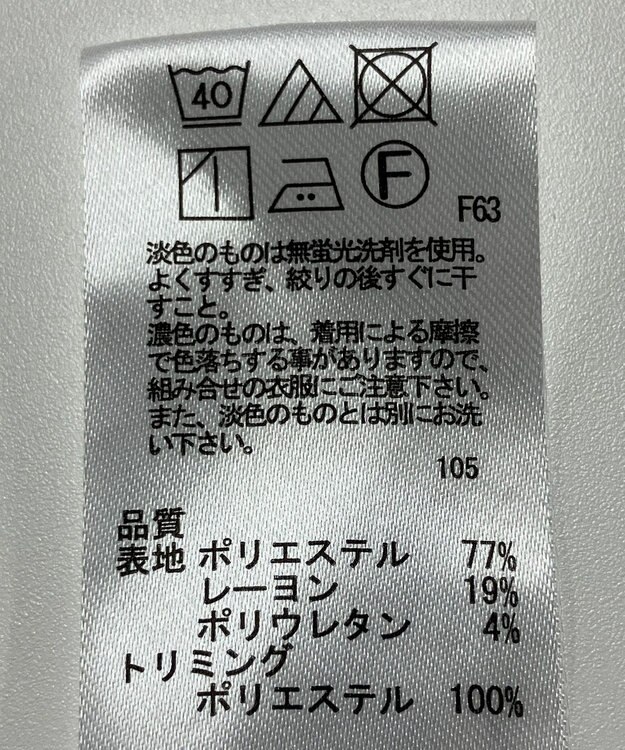 40
F
F63
淡色のものは無蛍光洗剤を使用。
よくすすぎ、絞りの後すぐに干
すこと。
濃色のものは、着用による摩擦
で色落ちする事がありますので、
組み合せの衣服にご注意下さい。
また、淡色のものとは別にお洗
い下さい。
105
品質
表地 ポリエステル 77%
レーヨン 19%
ポリウレタン 4%
トリミング
ポリエステル 100%